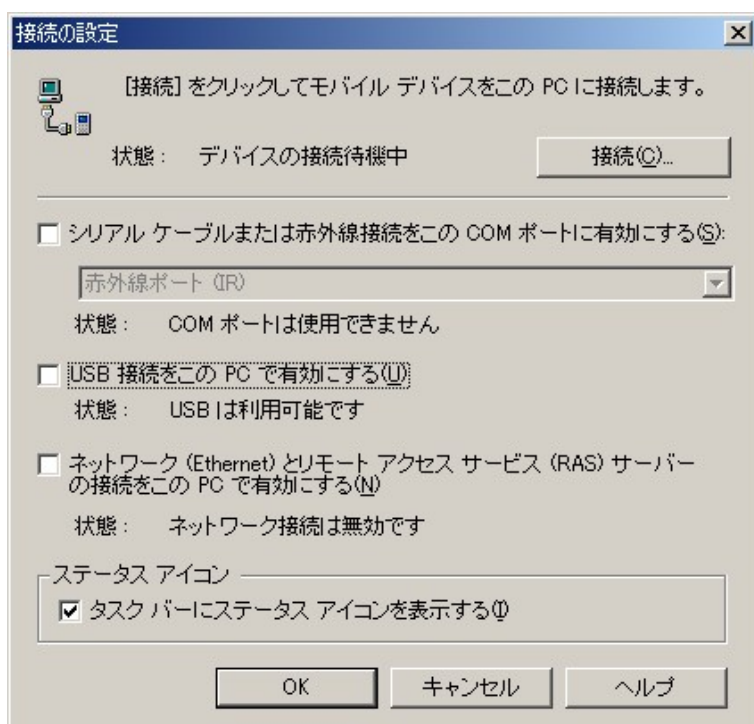 接続の設定
[接続] をクリックしてモバイル デバイスをこの PC に接続します。
状態： デバイスの接続待機中
接続(C)...
シリアル ケーブルまたは赤外線接続をこの COM ポートに有効にする(S):
赤外線ポート (IR)
状態： COM ポートは使用できません
USB 接続をこの PC で有効にする(U)
状態： USB は利用可能です
ネットワーク (Ethernet) とリモート アクセス サービス (RAS) サーバー
の接続をこの PC で有効にする(N)
状態： ネットワーク接続は無効です
ステータス アイコン
タスク バーにステータス アイコンを表示する(I)
OK
キャンセル
ヘルプ